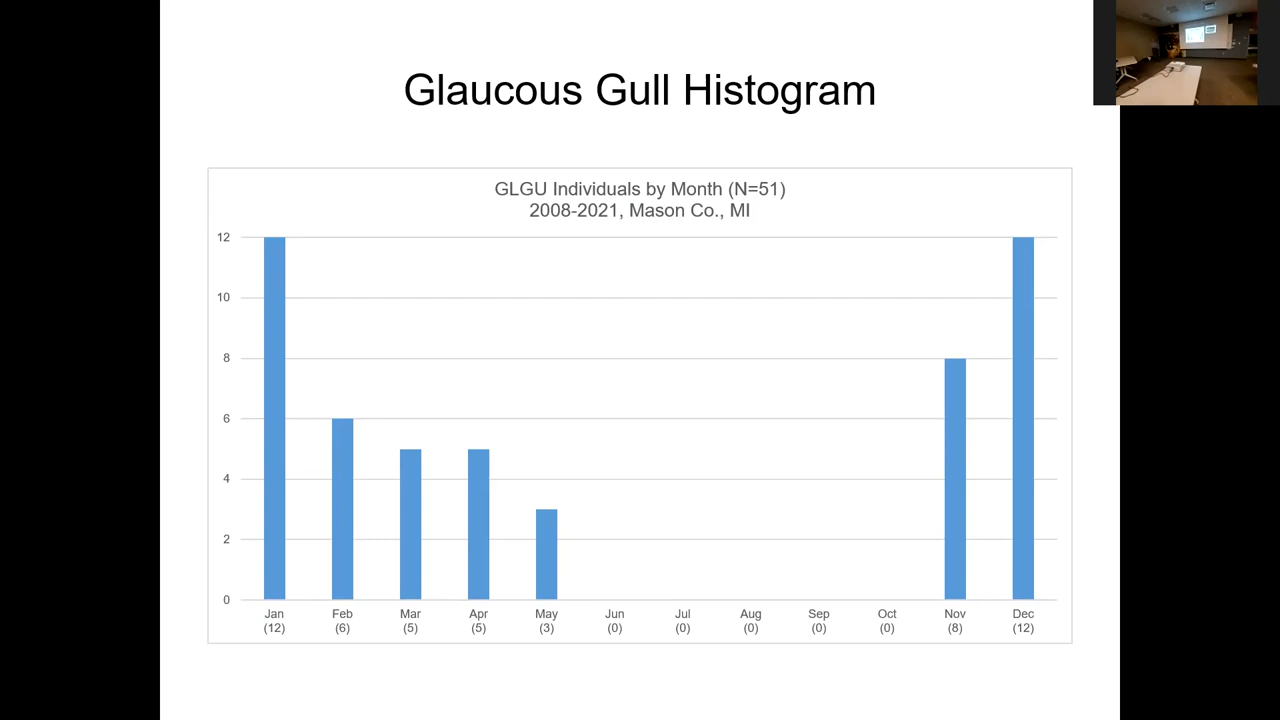 Glaucous Gull Histogram
GLGU Individuals by Month (N=51)
2008-2021, Mason Co., MI
12
10
8
6
4
2
0
Jan Feb Mar Apr May Jun Jul Aug Sep Oct Nov Dec
(12) (6) (5) (5) (3) (0) (0) (0) (0) (0) (8) (12)